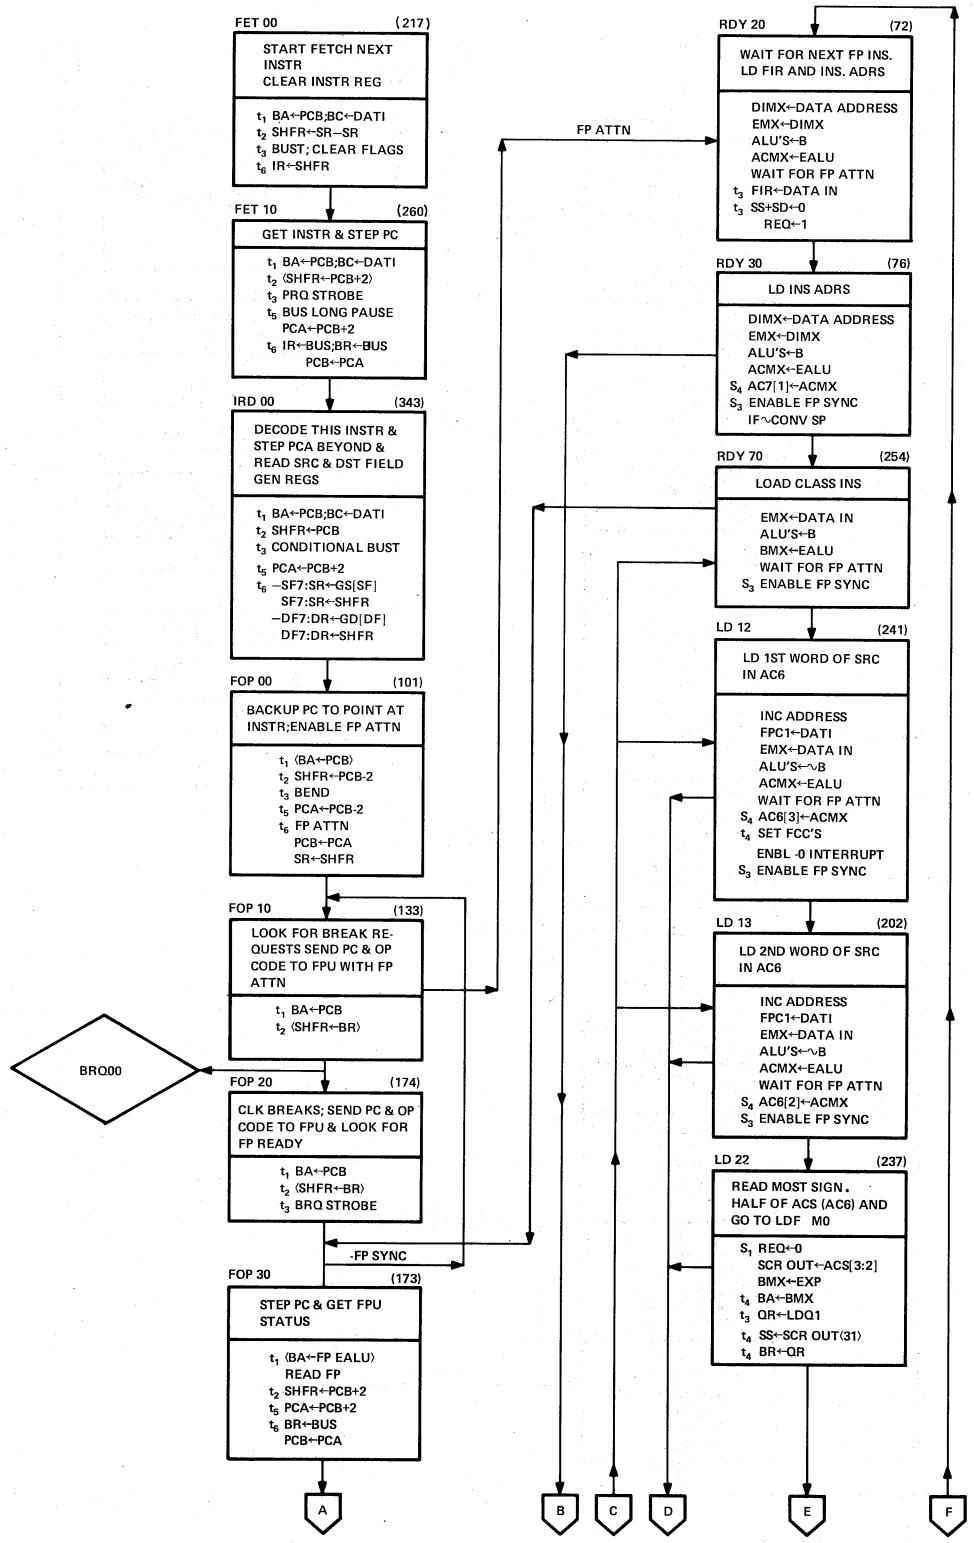 FET 00 (217)
START FETCH NEXT
INSTR
CLEAR INSTR REG
t1 BA←PCB;BC←DATI
t2 SHFR←SR−SR
t3 BUST; CLEAR FLAGS
t6 IR←SHFR
FET 10 (260)
GET INSTR & STEP PC
t1 BA←PCB;BC←DATI
t2 ⟨SHFR←PCB+2⟩
t3 PRQ STROBE
t5 BUS LONG PAUSE
PCA←PCB+2
t6 IR←BUS;BR←BUS
PCB←PCA
IRD 00 (343)
DECODE THIS INSTR &
STEP PCA BEYOND &
READ SRC & DST FIELD
GEN REGS
t1 BA←PCB;BC←DATI
t2 SHFR←PCB
t3 CONDITIONAL BUST
t5 PCA←PCB+2
t6 −SF7:SR←GS[SF]
SF7:SR←SHFR
−DF7:DR←GD[DF]
DF7:DR←SHFR
FOP 00 (101)
BACKUP PC TO POINT AT
INSTR;ENABLE FP ATTN
t1 ⟨BA←PCB⟩
t2 SHFR←PCB-2
t3 BEND
t5 PCA←PCB-2
t6 FP ATTN
PCB←PCA
SR←SHFR
FOP 10 (133)
LOOK FOR BREAK RE-
QUESTS SEND PC & OP
CODE TO FPU WITH FP
ATTN
t1 BA←PCB
t2 ⟨SHFR←BR⟩
BRQ00
FOP 20 (174)
CLK BREAKS; SEND PC & OP
CODE TO FPU & LOOK FOR
FP READY
t1 BA←PCB
t2 ⟨SHFR←BR⟩
t3 BRQ STROBE
-FP SYNC
FOP 30 (173)
STEP PC & GET FPU
STATUS
t1 ⟨BA←FP EALU⟩
READ FP
t2 SHFR←PCB+2
t5 PCA←PCB+2
t6 BR←BUS
PCB←PCA
A
FP ATTN
RDY 20 (72)
WAIT FOR NEXT FP INS.
LD FIR AND INS. ADRS
DIMX←DATA ADDRESS
EMX←DIMX
ALU'S←B
ACMX←EALU
WAIT FOR FP ATTN
t3 FIR←DATA IN
t3 SS+SD←0
REQ←1
RDY 30 (76)
LD INS ADRS
DIMX←DATA ADDRESS
EMX←DIMX
ALU'S←B
ACMX←EALU
S4 AC7[1]←ACMX
S3 ENABLE FP SYNC
IF∼CONV SP
RDY 70 (254)
LOAD CLASS INS
EMX←DATA IN
ALU'S←B
BMX←EALU
WAIT FOR FP ATTN
S3 ENABLE FP SYNC
LD 12 (241)
LD 1ST WORD OF SRC
IN AC6
INC ADDRESS
FPC1←DATI
EMX←DATA IN
ALU'S←∼B
ACMX←EALU
WAIT FOR FP ATTN
S4 AC6[3]←ACMX
t4 SET FCC'S
ENBL -0 INTERRUPT
S3 ENABLE FP SYNC
LD 13 (202)
LD 2ND WORD OF SRC
IN AC6
INC ADDRESS
FPC1←DATI
EMX←DATA IN
ALU'S←∼B
ACMX←EALU
WAIT FOR FP ATTN
S4 AC6[2]←ACMX
S3 ENABLE FP SYNC
LD 22 (237)
READ MOST SIGN.
HALF OF ACS (AC6) AND
GO TO LDF M0
S1 REQ←0
SCR OUT←ACS[3:2]
BMX←EXP
t4 BA←BMX
t3 QR←LDQ1
t4 SS←SCR OUT⟨31⟩
t4 BR←QR
B
C
D
E
F